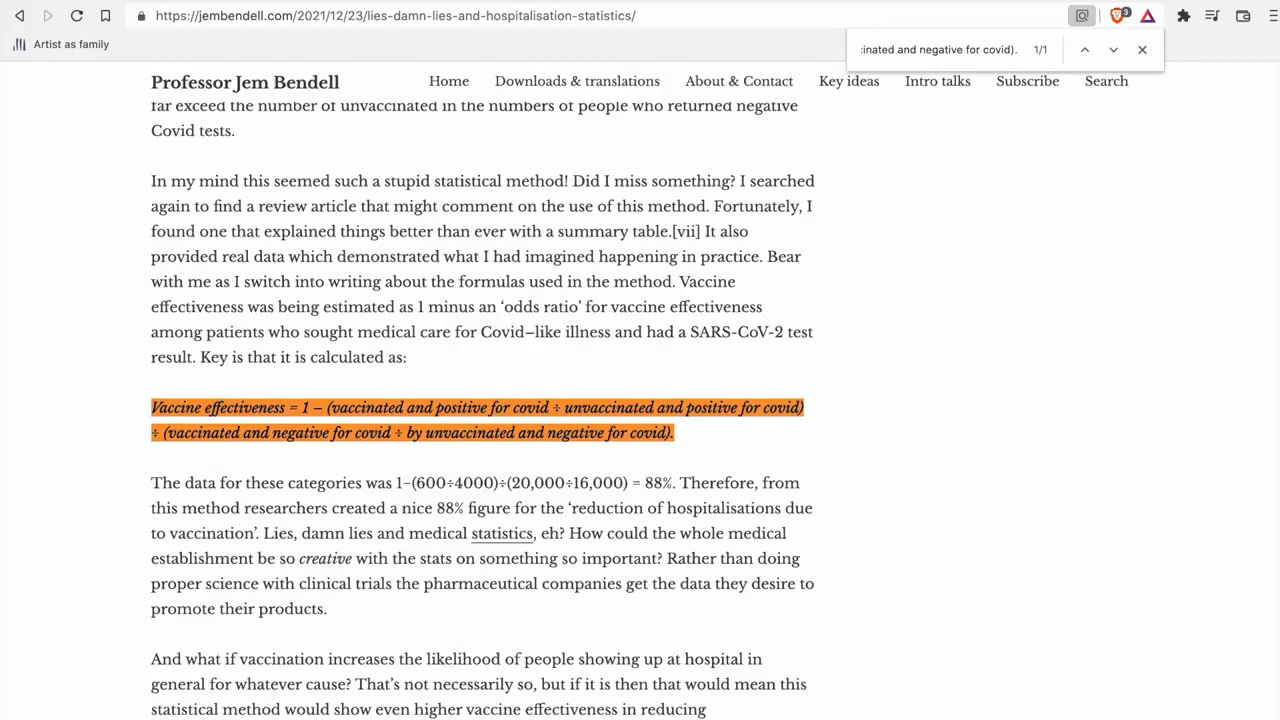 https://jembendell.com/2021/12/23/lies-damn-lies-and-hospitalisation-statistics/
3
Artist as family
:inated and negative for covid). 1/1
Professor Jem Bendell Home Downloads & translations About & Contact Key ideas Intro talks Subscribe Search
far exceed the number of unvaccinated in the numbers of people who returned negative
Covid tests.
In my mind this seemed such a stupid statistical method! Did I miss something? I searched
again to find a review article that might comment on the use of this method. Fortunately, I
found one that explained things better than ever with a summary table.[vii] It also
provided real data which demonstrated what I had imagined happening in practice. Bear
with me as I switch into writing about the formulas used in the method. Vaccine
effectiveness was being estimated as 1 minus an ‘odds ratio’ for vaccine effectiveness
among patients who sought medical care for Covid–like illness and had a SARS-CoV-2 test
result. Key is that it is calculated as:
Vaccine effectiveness = 1 – (vaccinated and positive for covid ÷ unvaccinated and positive for covid)
÷ (vaccinated and negative for covid ÷ by unvaccinated and negative for covid).
The data for these categories was 1−(600÷4000)÷(20,000÷16,000) = 88%. Therefore, from
this method researchers created a nice 88% figure for the ‘reduction of hospitalisations due
to vaccination’. Lies, damn lies and medical statistics, eh? How could the whole medical
establishment be so creative with the stats on something so important? Rather than doing
proper science with clinical trials the pharmaceutical companies get the data they desire to
promote their products.
And what if vaccination increases the likelihood of people showing up at hospital in
general for whatever cause? That’s not necessarily so, but if it is then that would mean this
statistical method would show even higher vaccine effectiveness in reducing